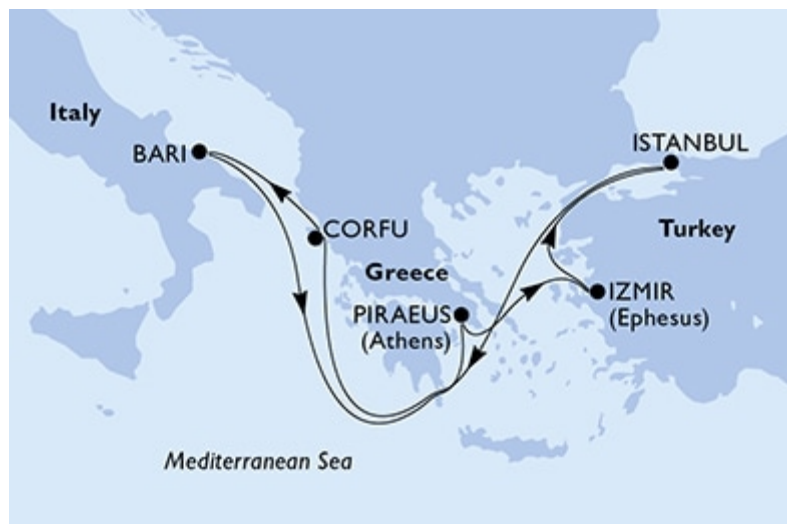 Italy
BARI
ISTANBUL
Turkey
CORFU
Greece
PIRAEUS
(Athens)
IZMIR
(Ephesus)
Mediterranean Sea